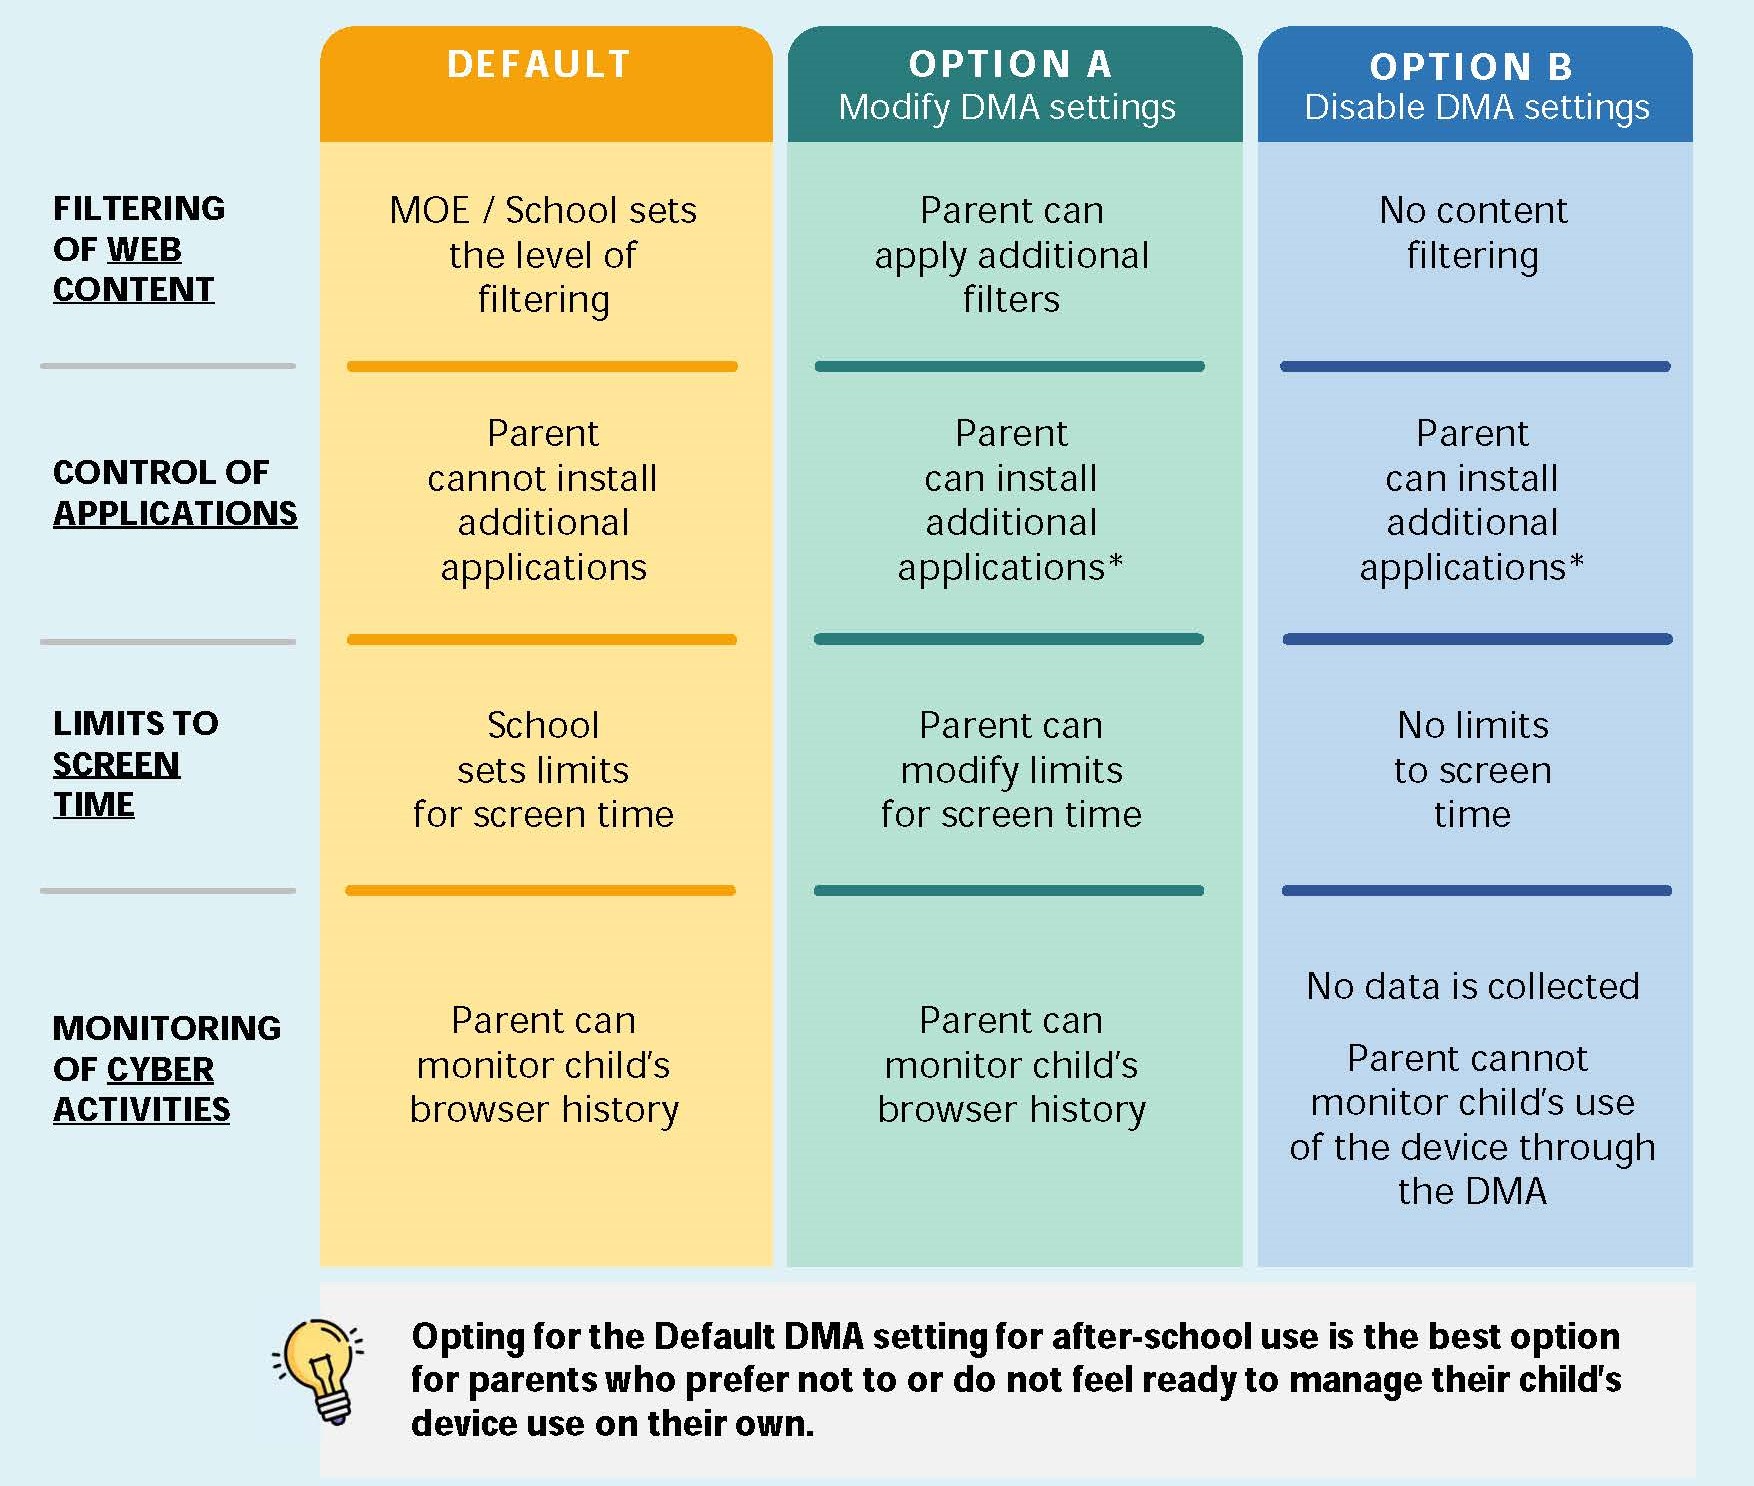 DEFAULT
OPTION A
Modify DMA settings
OPTION B
Disable DMA settings
FILTERING
OF WEB
CONTENT
MOE / School sets
the level of
filtering
Parent can
apply additional
filters
No content
filtering
CONTROL OF
APPLICATIONS
Parent
cannot install
additional
applications
Parent
can install
additional
applications*
Parent
can install
additional
applications*
LIMITS TO
SCREEN
TIME
School
sets limits
for screen time
Parent can
modify limits
for screen time
No limits
to screen
time
MONITORING
OF CYBER
ACTIVITIES
Parent can
monitor child's
browser history
Parent can
monitor child's
browser history
No data is collected
Parent cannot
monitor child's use
of the device through
the DMA
Opting for the Default DMA setting for after-school use is the best option
for parents who prefer not to or do not feel ready to manage their child's
device use on their own.